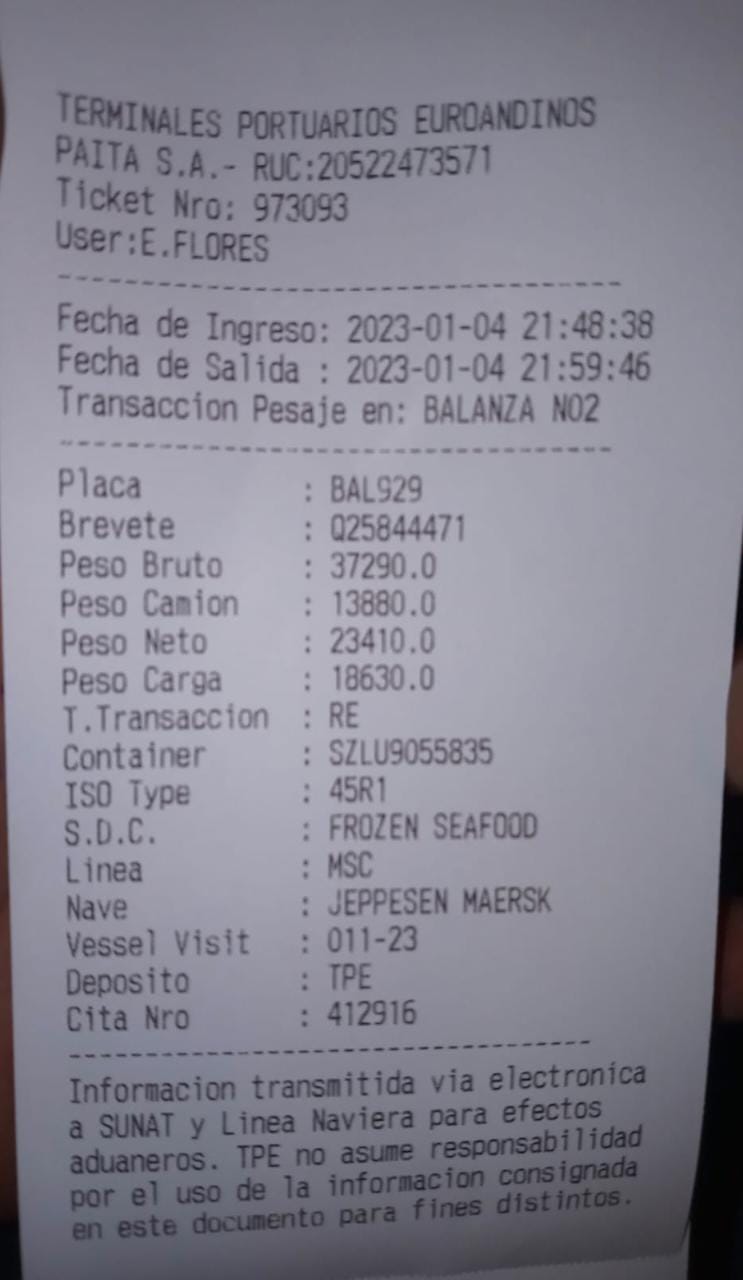 TERMINALES PORTUARIOS EUROANDINOS
PAITA S.A.- RUC:20522473571
Ticket Nro: 973093
User:E.FLORES
Fecha de Ingreso: 2023-01-04 21:48:38
Fecha de Salida : 2023-01-04 21:59:46
Transaccion Pesaje en: BALANZA NO2
Placa : BAL929
Brevete : Q25844471
Peso Bruto : 37290.0
Peso Camion : 13880.0
Peso Neto : 23410.0
Peso Carga : 18630.0
T.Transaccion : RE
Container : SZLU9055835
ISO Type : 45R1
S.D.C. : FROZEN SEAFOOD
Linea : MSC
Nave : JEPPESEN MAERSK
Vessel Visit : 011-23
Deposito : TPE
Cita Nro : 412916
Informacion transmitida via electronica
a SUNAT y Linea Naviera para efectos
aduaneros. TPE no asume responsabilidad
por el uso de la informacion consignada
en este documento para fines distintos.